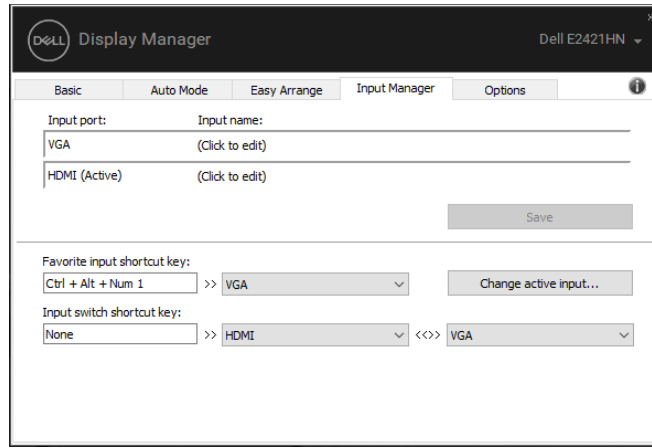 DELL Display Manager Dell E2421HN
Basic Auto Mode Easy Arrange Input Manager Options
Input port: Input name:
VGA (Click to edit)
HDMI (Active) (Click to edit)
Save
Favorite input shortcut key:
Ctrl + Alt + Num 1 >> VGA Change active input...
Input switch shortcut key:
None >> HDMI <<>> VGA